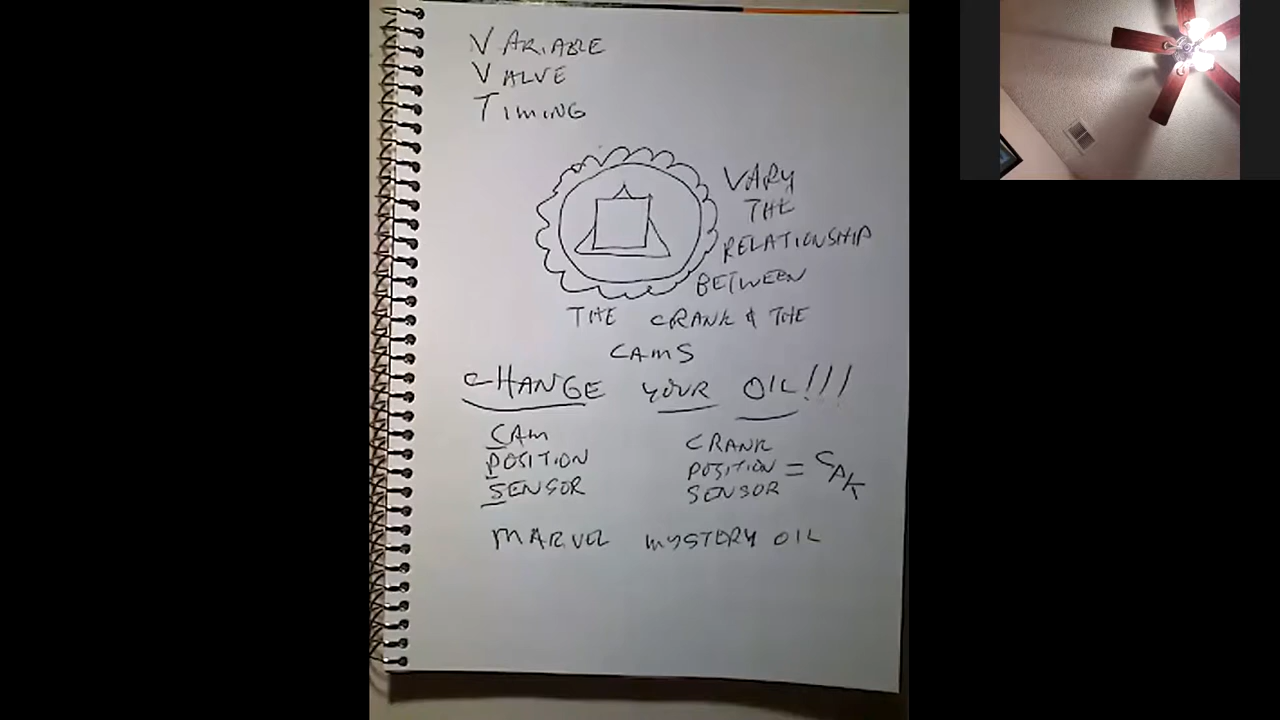 VARIABLE
VALVE
TIMING
VARY
THE
RELATIONSHIP
BETWEEN
THE CRANK & THE
CAMS
CHANGE YOUR OIL!!!
CAM
POSITION
SENSOR
CRANK
POSITION = CPK
SENSOR
MARVEL MYSTERY OIL